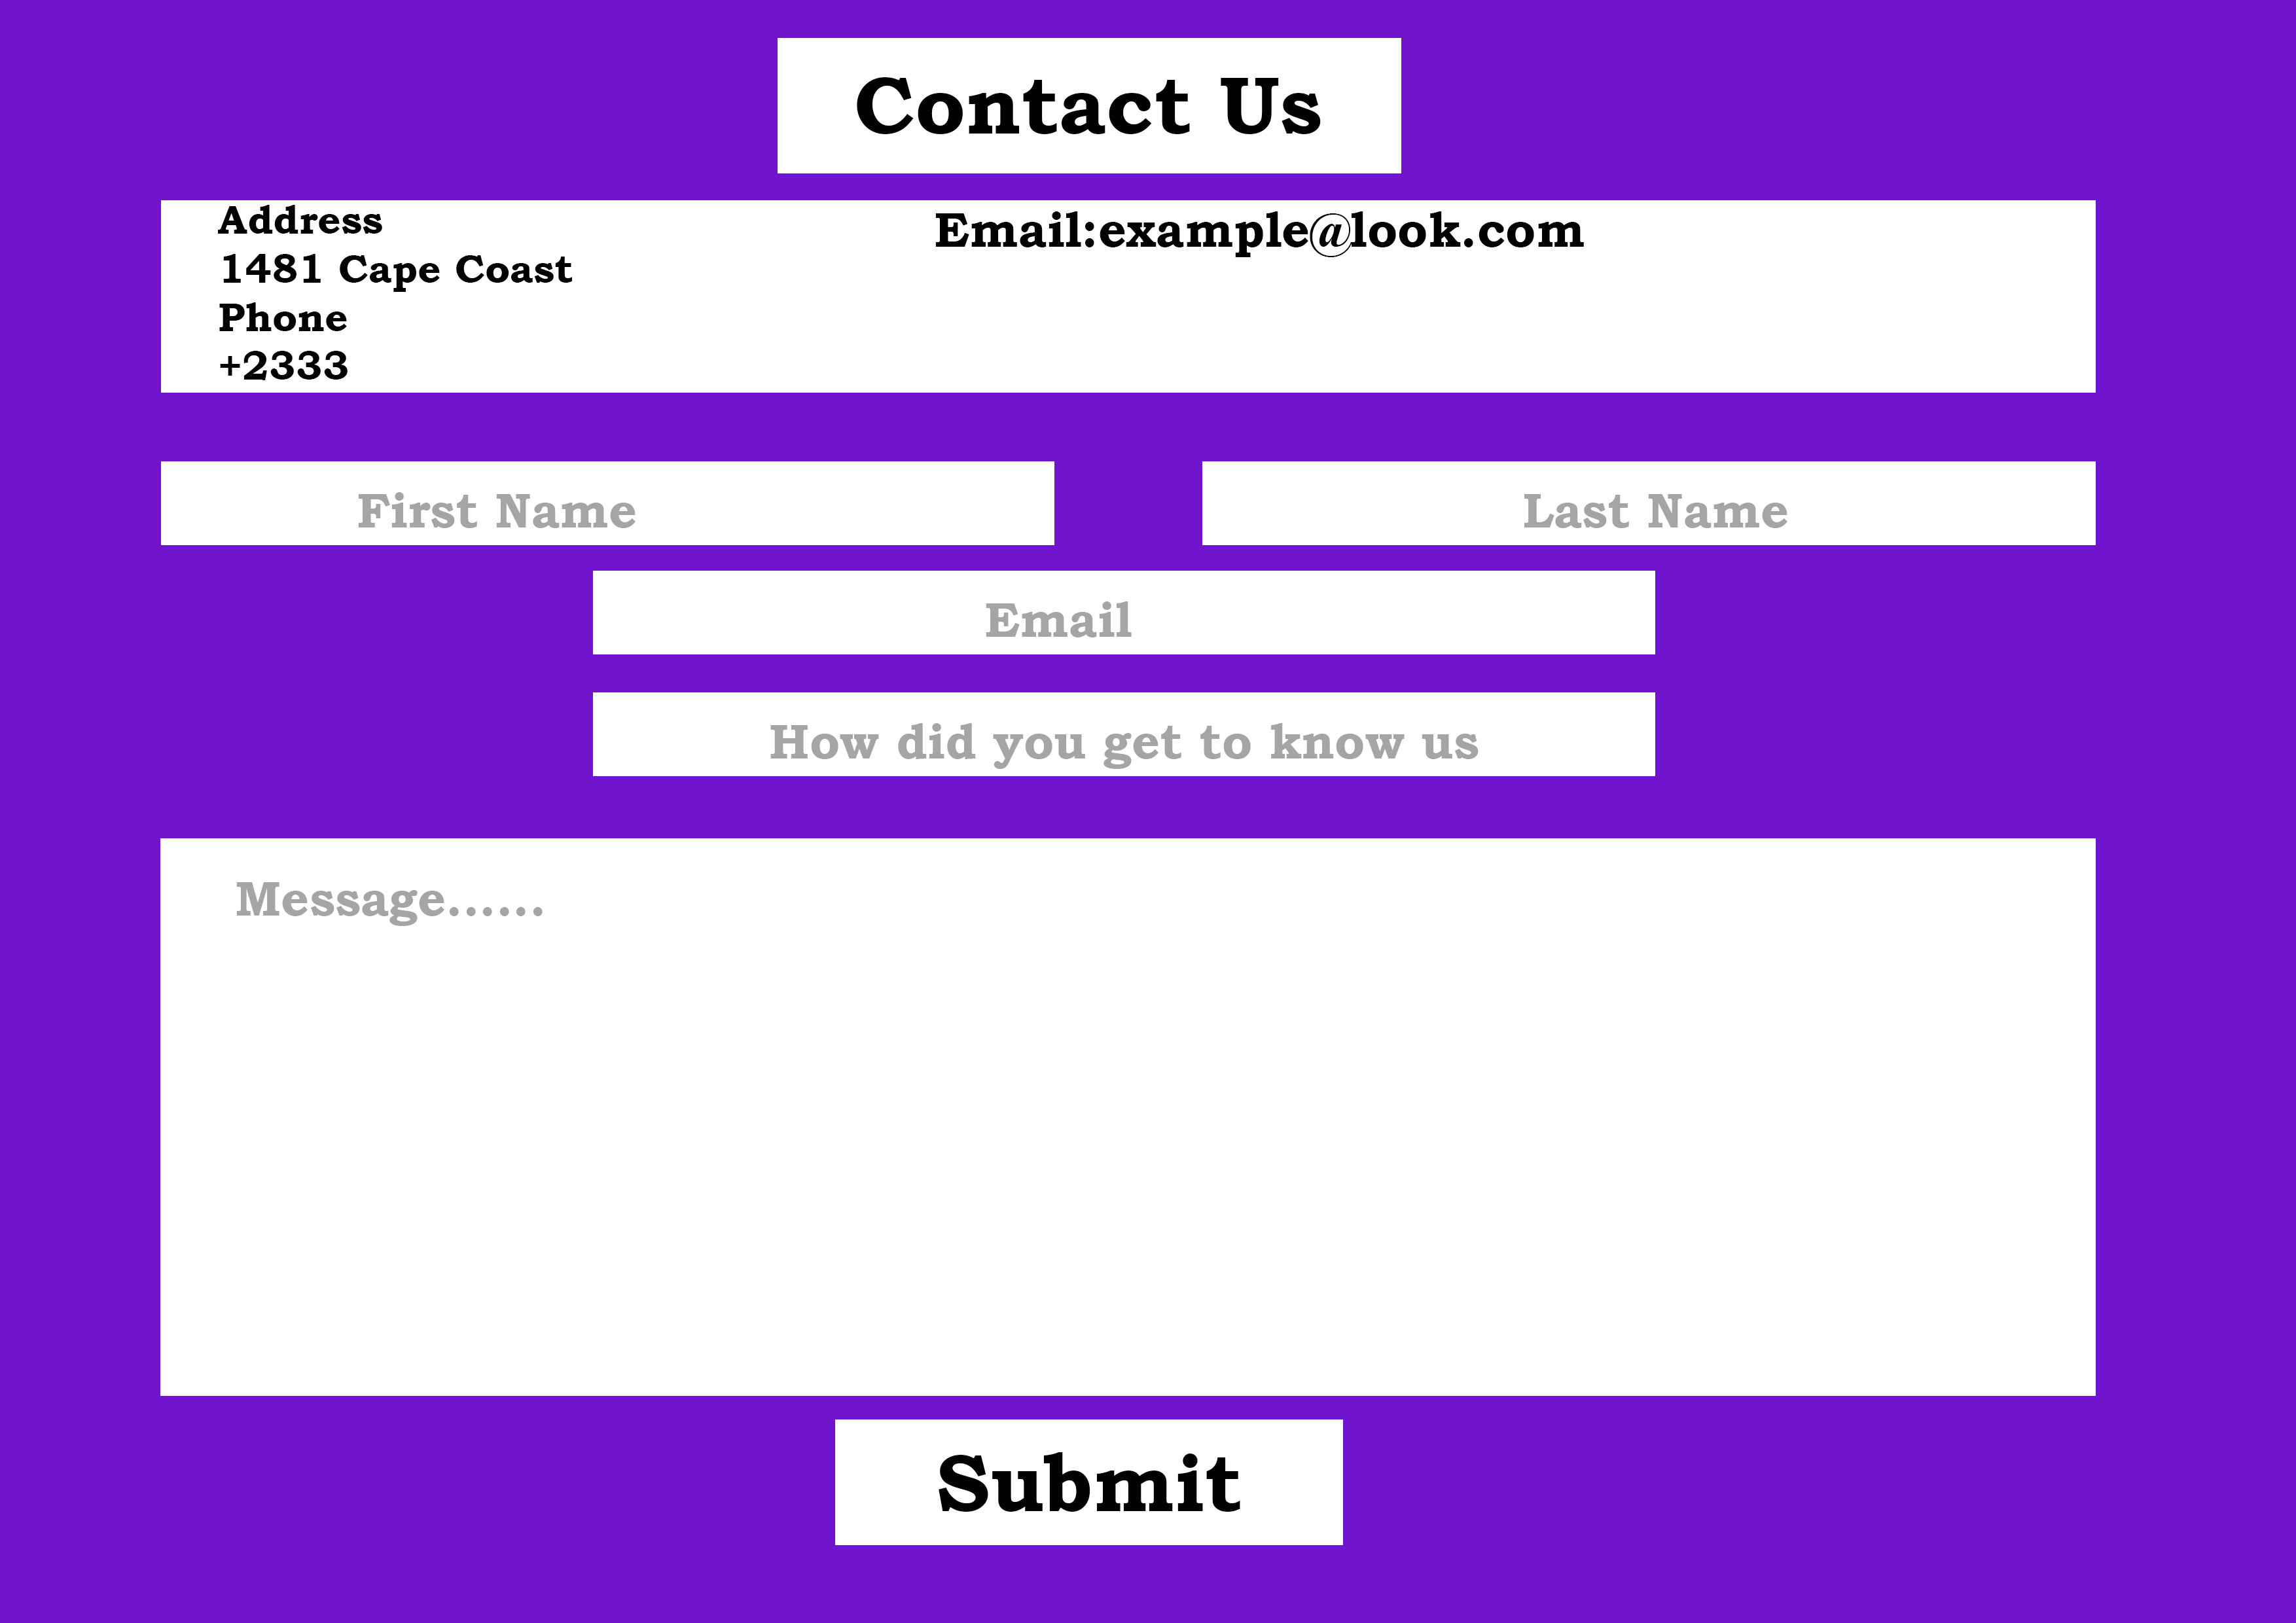 Contact Us
Address
1481 Cape Coast
Phone
+2333
Email:example@look.com
First Name
Last Name
Email
How did you get to know us
Message......
Submit